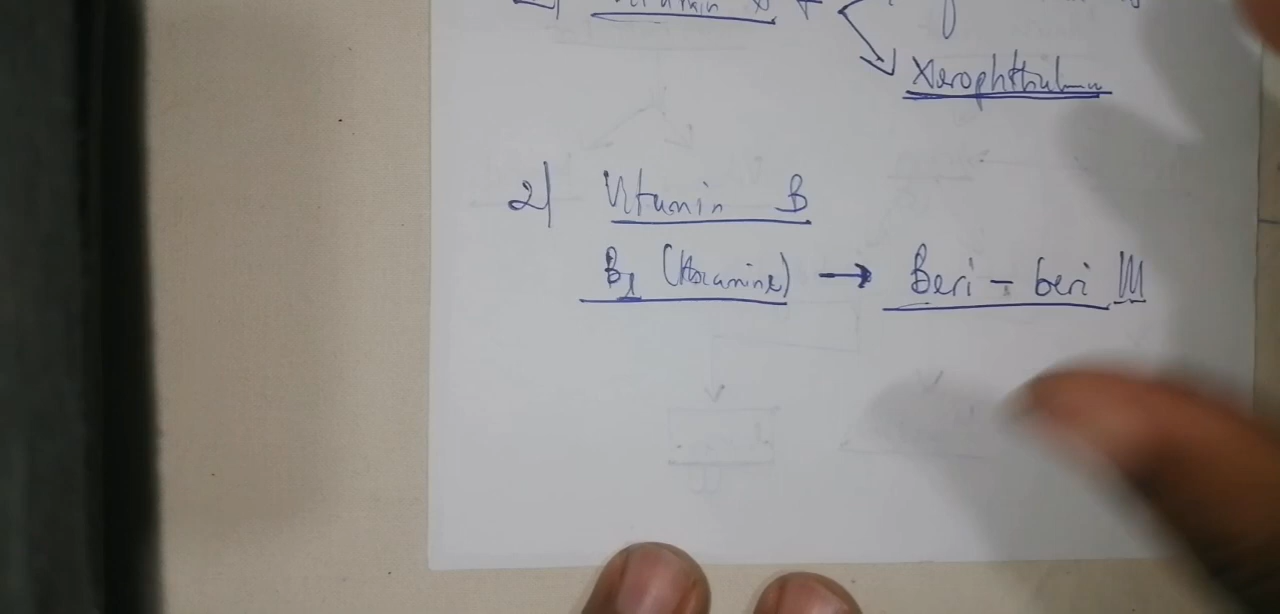 Xerophthalmia
2) Vitamin B
B1 (thiamine) → Beri - beri !!!